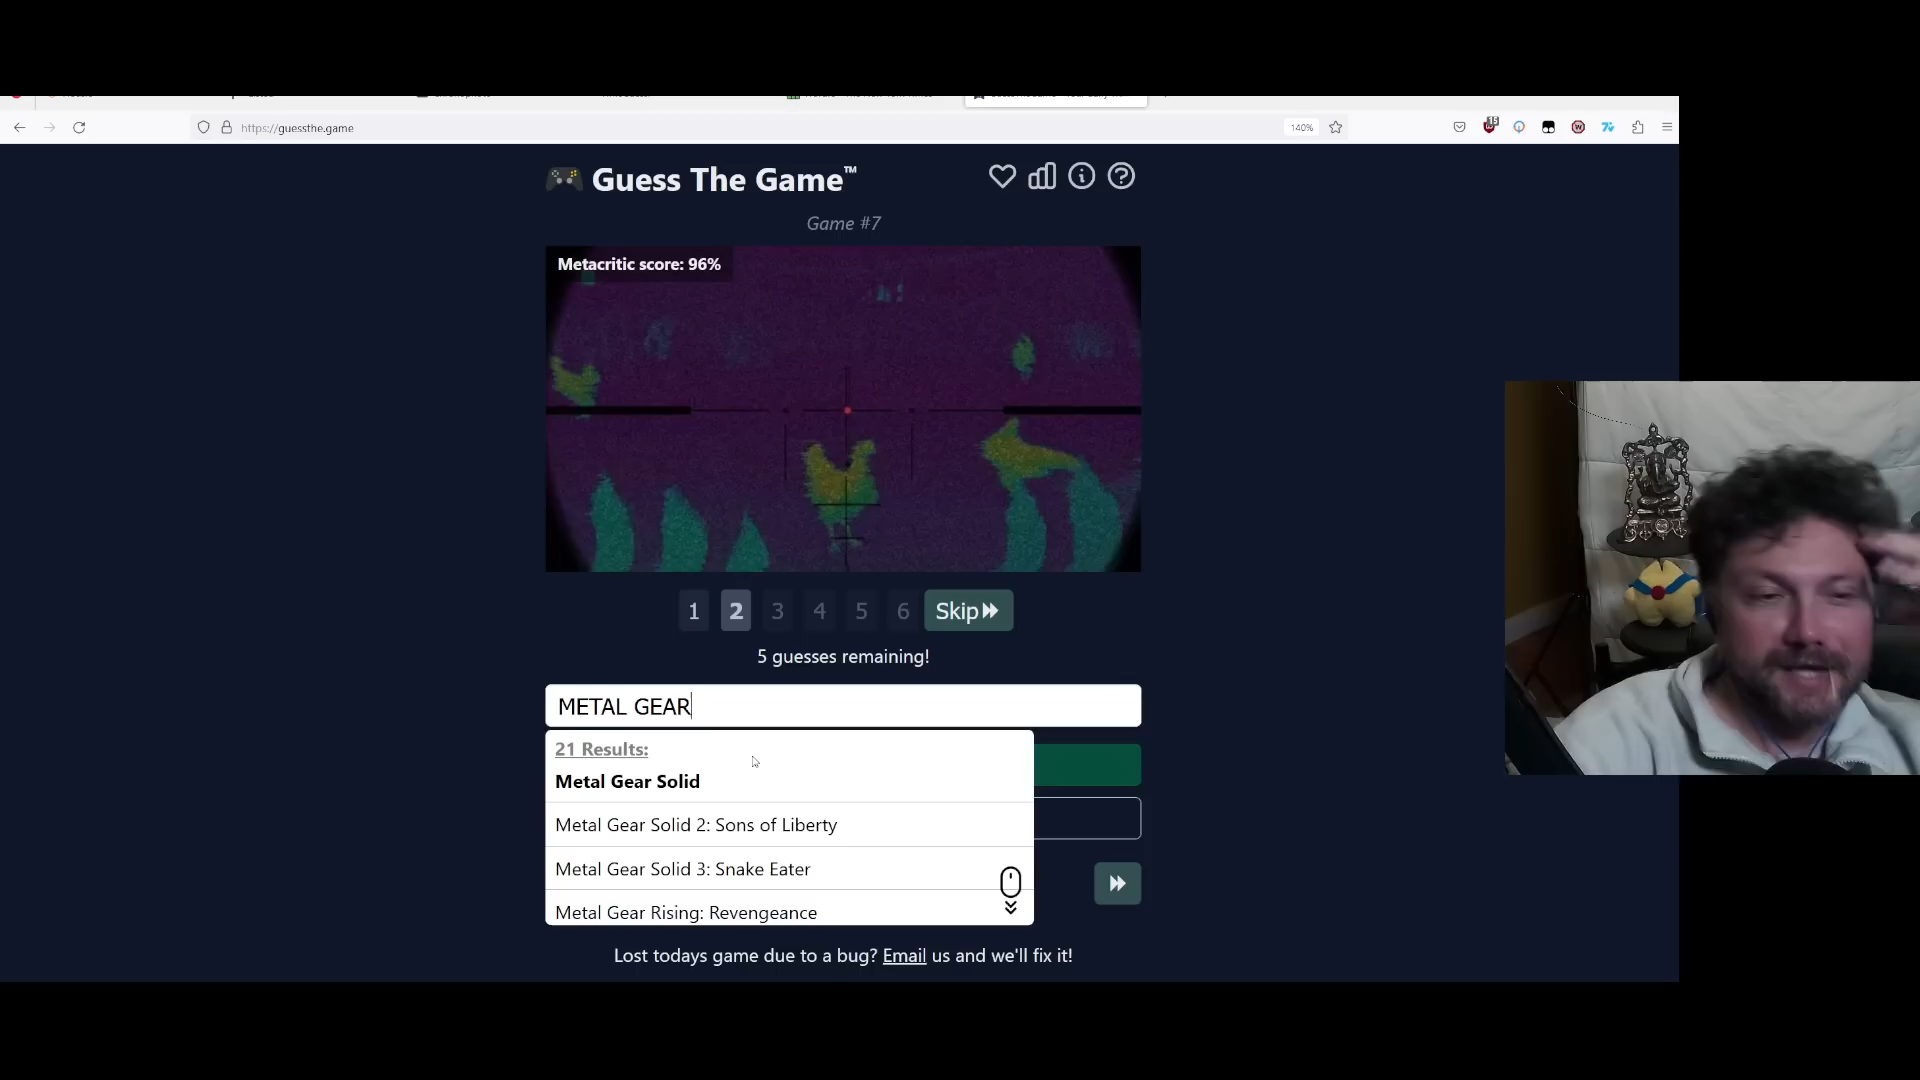 https://guessthe.game
140%
15
Guess The Game™
Game #7
Metacritic score: 96%
1 2 3 4 5 6 Skip
5 guesses remaining!
METAL GEAR
21 Results:
Metal Gear Solid
Metal Gear Solid 2: Sons of Liberty
Metal Gear Solid 3: Snake Eater
Metal Gear Rising: Revengeance
Lost todays game due to a bug? Email us and we'll fix it!